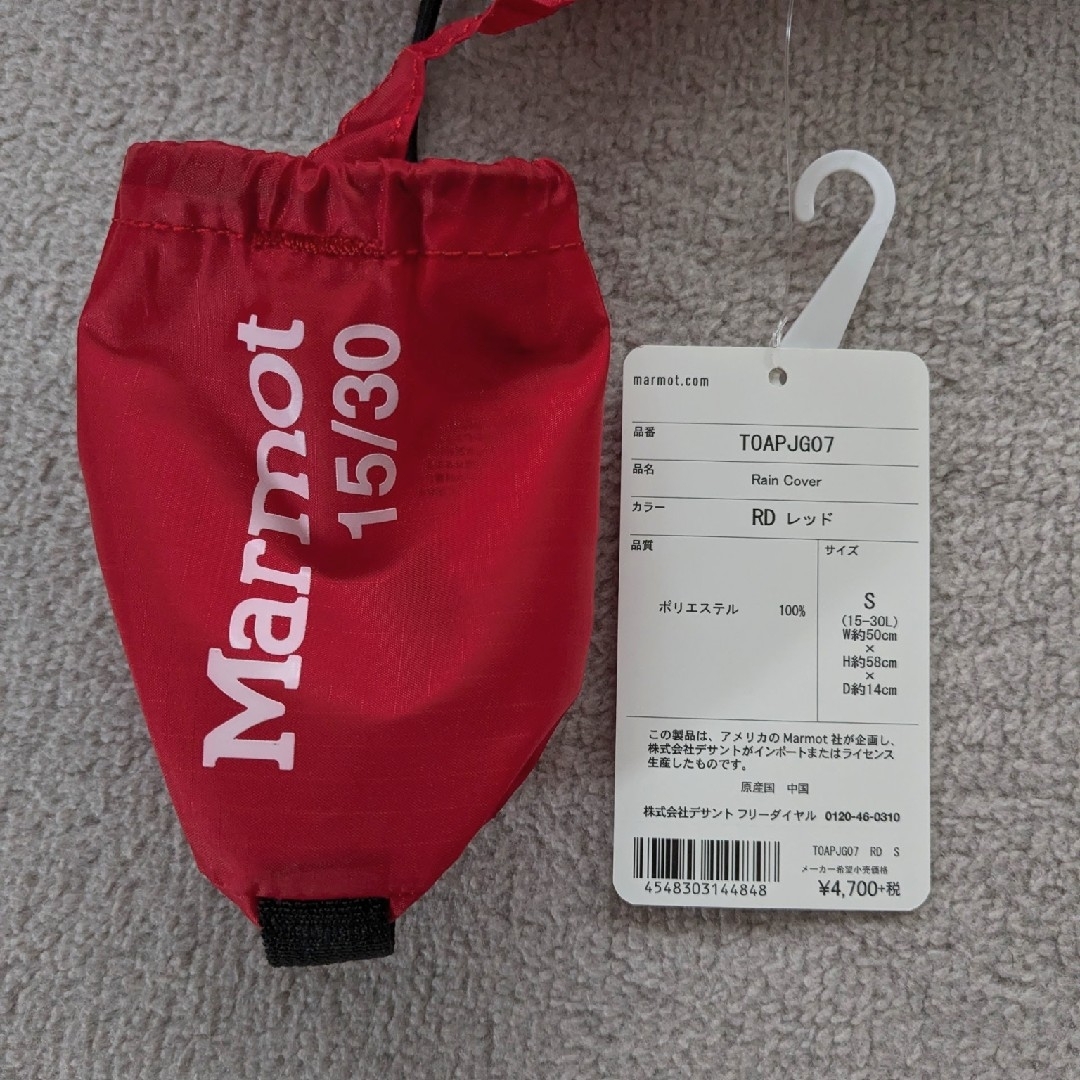 Marmot
15/30
marmot.com
品番
TOAPJG07
品名
Rain Cover
カラー
RD レッド
品質
ポリエステル 100%
サイズ
S
(15-30L)
W約50cm
×
H約58cm
×
D約14cm
この製品は、アメリカのMarmot社が企画し、
株式会社デサントがインポートまたはライセンス
生産したものです。
原産国 中国
株式会社デサント フリーダイヤル 0120-46-0310
4548303144848
TOAPJG07 RD S
メーカー希望小売価格
¥4,700+税